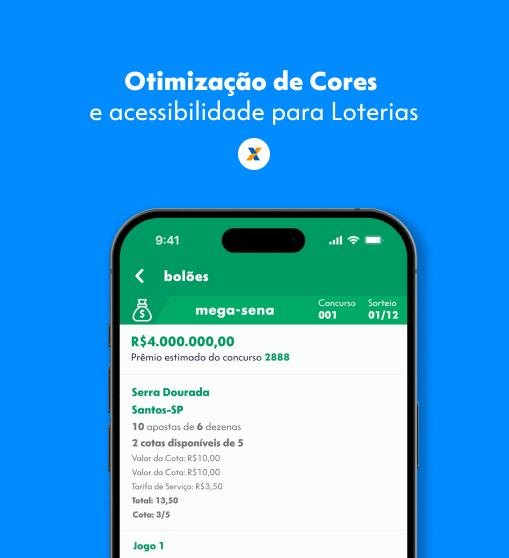 Otimização de Cores
e acessibilidade para Loterias
X
9:41
bolões
$
mega-sena
Concurso
001
Sorteio
01/12
R$4.000.000,00
Prêmio estimado do concurso 2888
Serra Dourada
Santos-SP
10 apostas de 6 dezenas
2 cotas disponíveis de 5
Valor da Cota: R$10,00
Valor da Cota: R$10,00
Tarifa de Serviço: R$3,50
Total: 13,50
Cota: 3/5
Jogo 1